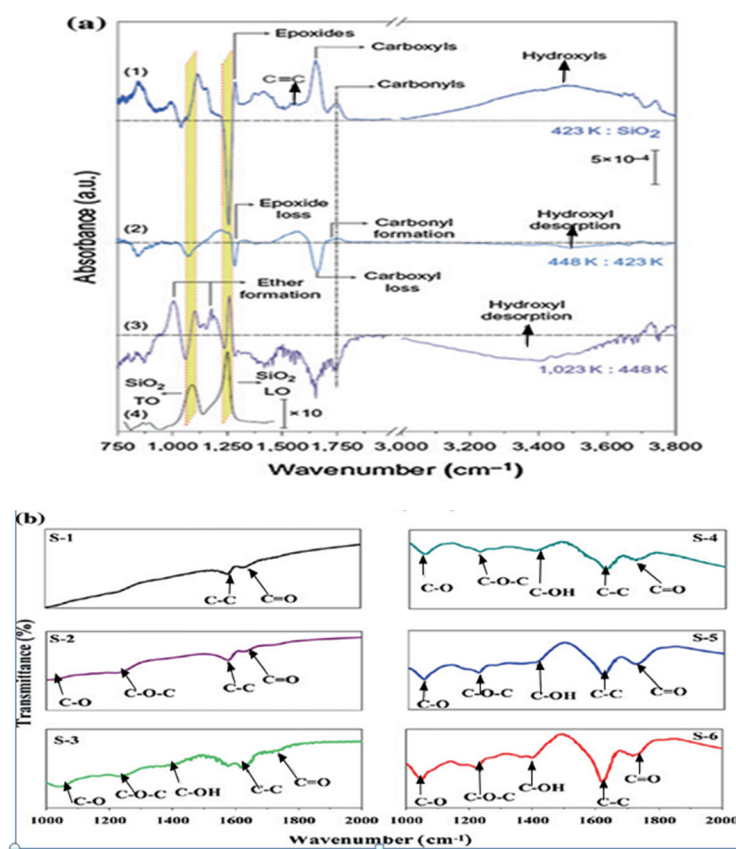 (a)
Epoxides
Carboxyls
Hydroxyls
(1)
C=C
Carbonyls
423 K : SiO2
5×10⁻⁴
Absorbance (a.u.)
(2)
Epoxide
loss
Carbonyl
formation
Hydroxyl
desorption
448 K : 423 K
Carboxyl
loss
Ether
formation
(3)
Hydroxyl
desorption
SiO2
TO
SiO2
LO
1,023 K : 448 K
(4)
×10
750 1,000 1,250 1,500 1,750 3,000 3,400 3,800
Wavenumber (cm⁻¹)
(b)
Transmittance (%)
S-1
C-C
C=O
S-2
C-O
C-O-C
C-C
C=O
S-3
C-O
C-O-C
C-OH
C-C
C=O
1000 1200 1400 1600 1800 2000
S-4
C-O
C-O-C
C-OH
C-C
C=O
S-5
C-O
C-O-C
C-OH
C-C
C=O
S-6
C-O
C-O-C
C-OH
C-C
C=O
1000 1200 1400 1600 1800 2000
Wavenumber (cm⁻¹)